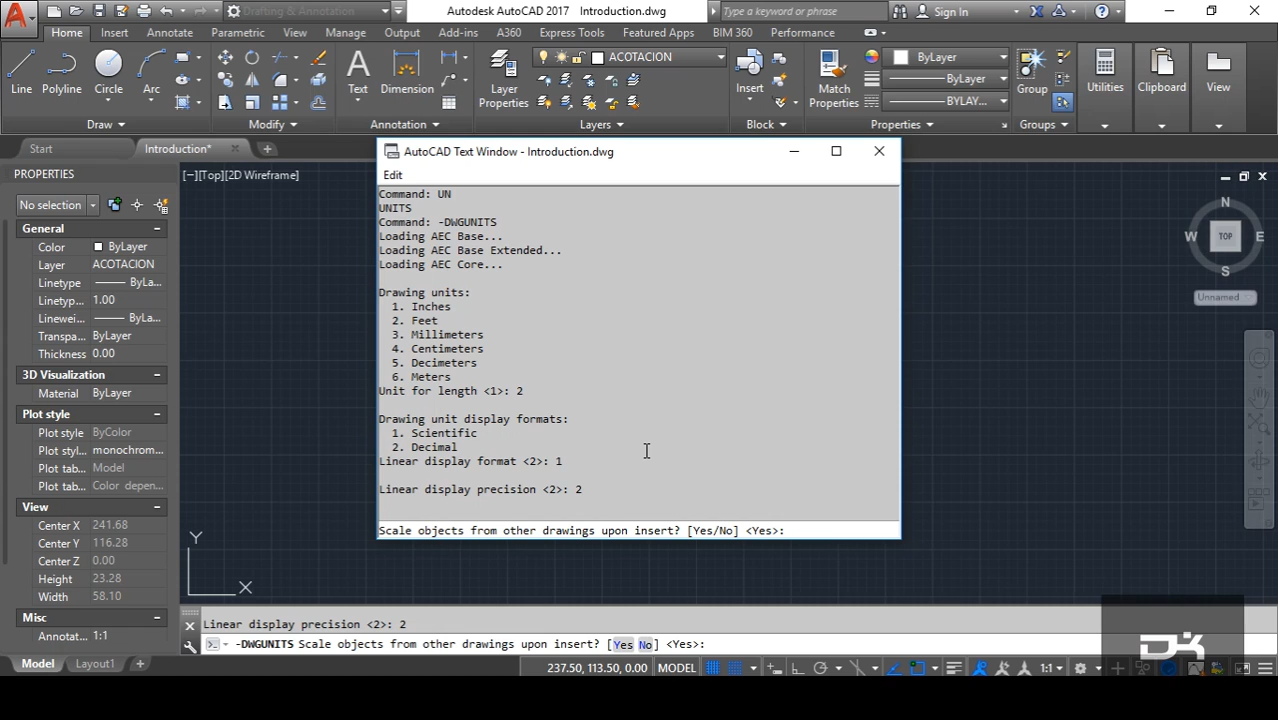 Drafting & Annotation
Autodesk AutoCAD 2017 Introduction.dwg
Type a keyword or phrase
Sign In
Home Insert Annotate Parametric View Manage Output Add-ins A360 Express Tools Featured Apps BIM 360 Performance
ACOTACION
ByLayer
ByLayer
BYLAY...
Line Polyline Circle Arc Text Dimension Layer Properties Insert Match Properties Group Utilities Clipboard View
Draw Modify Annotation Layers Block Properties Groups
Start Introduction*
PROPERTIES
[−][Top][2D Wireframe]
No selection
General
Color ByLayer
Layer ACOTACION
Linetype ByLa...
Linetyp... 1.00
Linewei... ByLa...
Transpa... ByLayer
Thickness 0.00
3D Visualization
Material ByLayer
Plot style
Plot style ByColor
Plot styl... monochrom...
Plot tab... Model
Plot tab... Color depen...
View
Center X 241.68
Center Y 116.28
Center Z 0.00
Height 23.28
Width 58.10
Misc
Annotat... 1:1
AutoCAD Text Window - Introduction.dwg
Edit
Command: UN
UNITS
Command: -DWGUNITS
Loading AEC Base...
Loading AEC Base Extended...
Loading AEC Core...
Drawing units:
1. Inches
2. Feet
3. Millimeters
4. Centimeters
5. Decimeters
6. Meters
Unit for length <1>: 2
Drawing unit display formats:
1. Scientific
2. Decimal
Linear display format <2>: 1
Linear display precision <2>: 2
Scale objects from other drawings upon insert? [Yes/No] <Yes>:
N
W TOP E
S
Unnamed
Y
X
Linear display precision <2>: 2
-DWGUNITS Scale objects from other drawings upon insert? [Yes No] <Yes>:
Model Layout1
237.50, 113.50, 0.00 MODEL
1:1